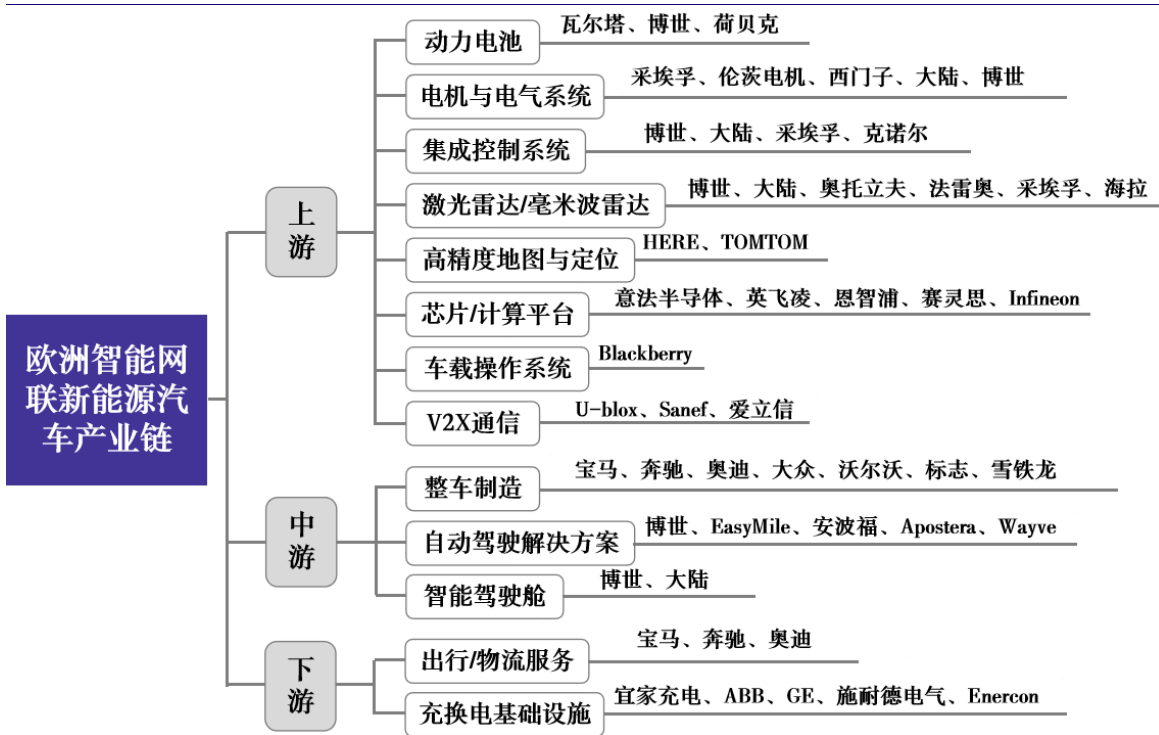 欧洲智能网
联新能源汽
车产业链
上
游
动力电池
瓦尔塔、博世、荷贝克
电机与电气系统
采埃孚、伦茨电机、西门子、大陆、博世
集成控制系统
博世、大陆、采埃孚、克诺尔
激光雷达/毫米波雷达
博世、大陆、奥托立夫、法雷奥、采埃孚、海拉
高精度地图与定位
HERE、TOMTOM
芯片/计算平台
意法半导体、英飞凌、恩智浦、赛灵思、Infineon
车载操作系统
Blackberry
V2X通信
U-blox、Sanef、爱立信
中
游
整车制造
宝马、奔驰、奥迪、大众、沃尔沃、标志、雪铁龙
自动驾驶解决方案
博世、EasyMile、安波福、Apostera、Wayve
智能驾驶舱
博世、大陆
下
游
出行/物流服务
宝马、奔驰、奥迪
充换电基础设施
宜家充电、ABB、GE、施耐德电气、Enercon